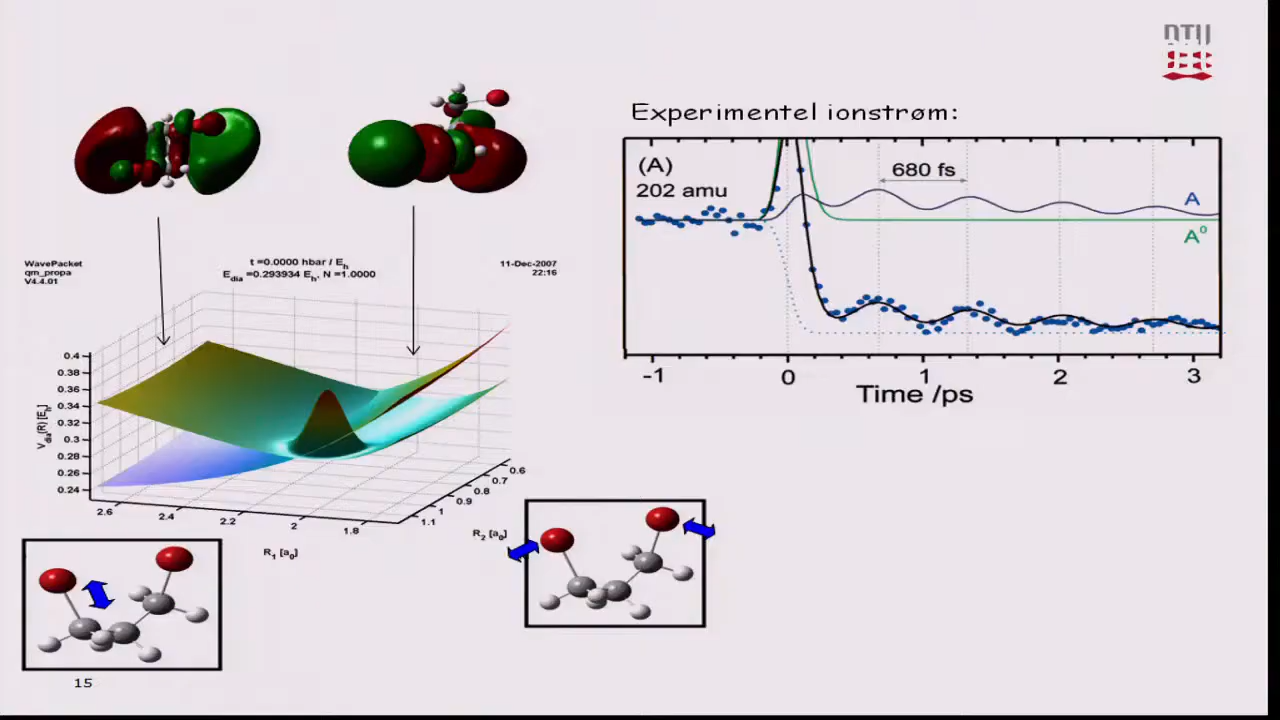 DTU
Experimentel ionstrøm:
(A)
202 amu
680 fs
A
A⁰
-1 0 1 2 3
Time /ps
WavePacket
qm_propa
V4.4.01
t =0.0000 hbar / E_h
E_dia =0.293934 E_h, N =1.0000
11-Dec-2007
22:16
V_dia(R) [E_h]
0.4
0.38
0.36
0.34
0.32
0.3
0.28
0.26
0.24
2.6 2.4 2.2 2 1.8
R_1 [a_0]
1.1 1 0.9 0.8 0.7 0.6
R_2 [a_0]
15